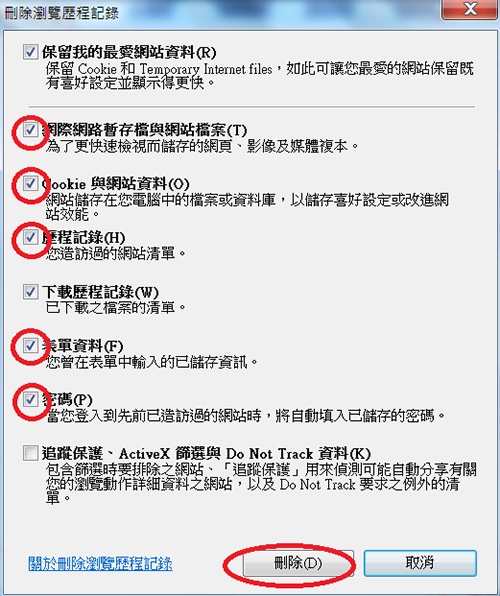 刪除瀏覽歷程記錄
保留我的最愛網站資料(R)
保留 Cookie 和 Temporary Internet files，如此可讓您最愛的網站保留既
有喜好設定並顯示得更快。
網際網路暫存檔與網站檔案(T)
為了更快速檢視而儲存的網頁、影像及媒體複本。
Cookie 與網站資料(O)
網站儲存在您電腦中的檔案或資料庫，以儲存喜好設定或改進網
站效能。
歷程記錄(H)
您造訪過的網站清單。
下載歷程記錄(W)
已下載之檔案的清單。
表單資料(F)
您曾在表單中輸入的已儲存資訊。
密碼(P)
當您登入到先前已造訪過的網站時，將自動填入已儲存的密碼。
追蹤保護、ActiveX 篩選與 Do Not Track 資料(K)
包含篩選時要排除之網站、「追蹤保護」用來偵測可能自動分享有關
您的瀏覽動作詳細資料之網站，以及 Do Not Track 要求之例外的清
單。
關於刪除瀏覽歷程記錄
刪除(D)
取消